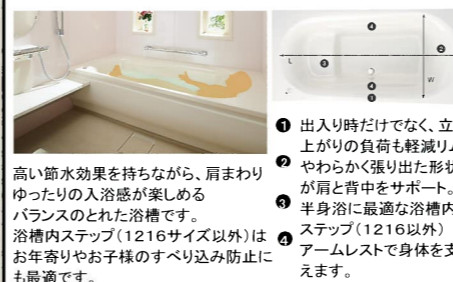 L
W
❶
❷
❸
❹
❹
高い節水効果を持ちながら、肩まわり
ゆったりの入浴感が楽しめる
バランスのとれた浴槽です。
浴槽内ステップ（1216サイズ以外）は
お年寄りやお子様のすべり込み防止に
も最適です。
❶ 出入り時だけでなく、立
上がりの負荷も軽減リム
❷ やわらかく張り出た形状
が肩と背中をサポート。
❸ 半身浴に最適な浴槽内
ステップ（1216以外）
❹ アームレストで身体を支
えます。